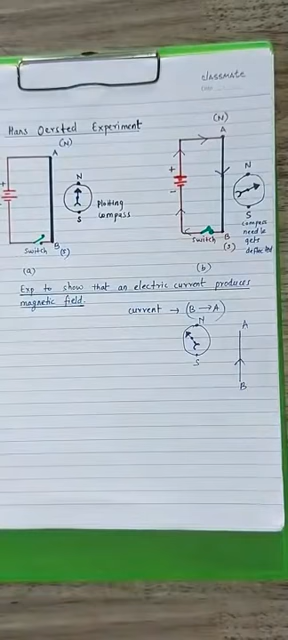 classmate
Hans Oersted Experiment
(N)
A
+
-
N
S
Plotting
compass
B
Switch
(S)
(a)
(N)
A
+
-
N
S
compass
needle
gets
deflected
B
Switch
(S)
(b)
Exp to show that an electric current produces
magnetic field.
current → (B → A)
N
S
A
B